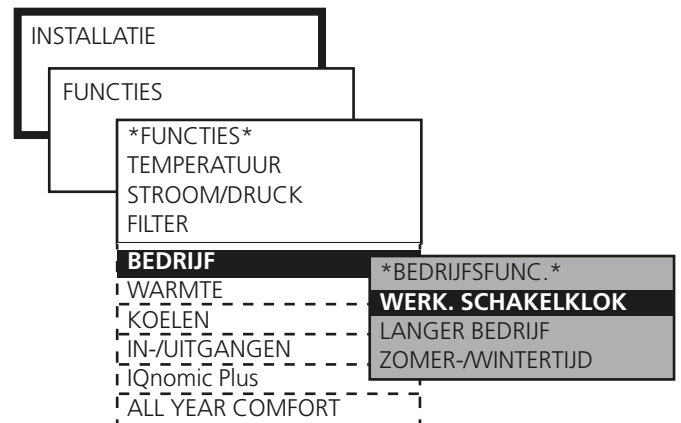 INSTALLATIE
FUNCTIES
*FUNCTIES*
TEMPERATUUR
STROOM/DRUCK
FILTER
BEDRIJF
WARMTE
KOELEN
IN-/UITGANGEN
IQnomic Plus
ALL YEAR COMFORT
*BEDRIJFSFUNC.*
WERK. SCHAKELKLOK
LANGER BEDRIJF
ZOMER-/WINTERTIJD